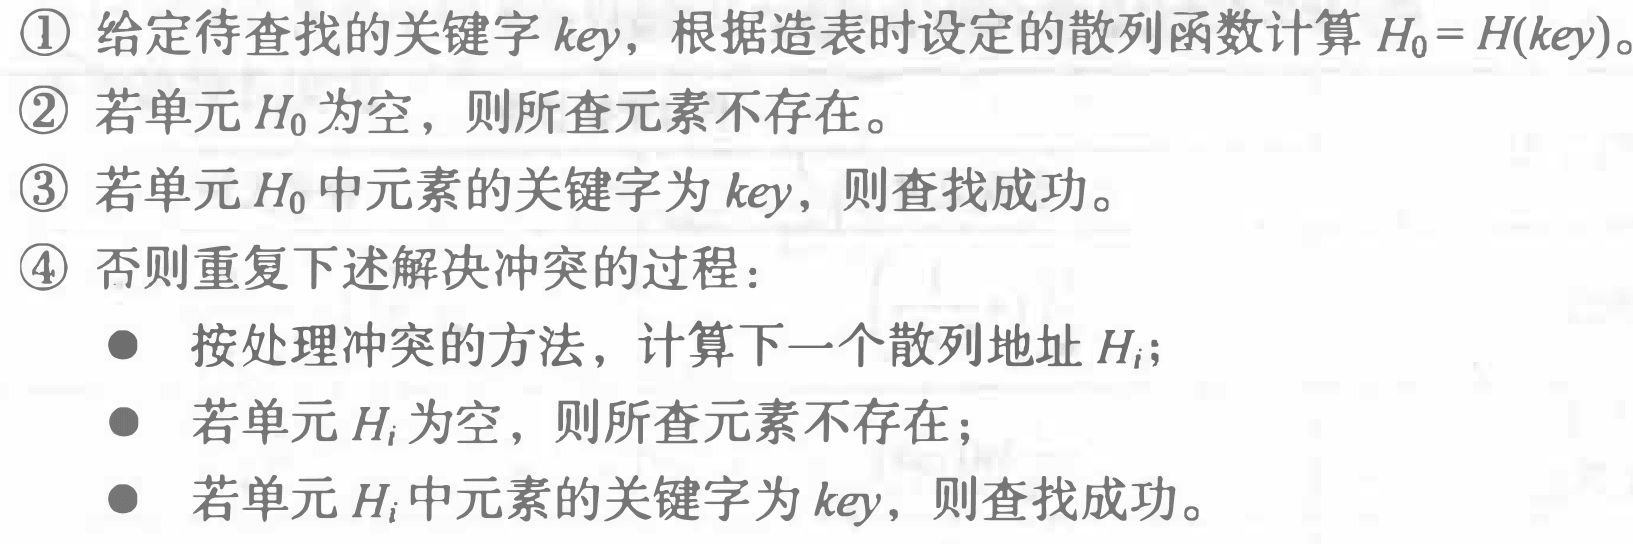 ① 给定待查找的关键字 key，根据造表时设定的散列函数计算 H₀ = H(key)。
② 若单元 H₀ 为空，则所查元素不存在。
③ 若单元 H₀ 中元素的关键字为 key，则查找成功。
④ 否则重复下述解决冲突的过程：
● 按处理冲突的方法，计算下一个散列地址 Hᵢ；
● 若单元 Hᵢ 为空，则所查元素不存在；
● 若单元 Hᵢ 中元素的关键字为 key，则查找成功。